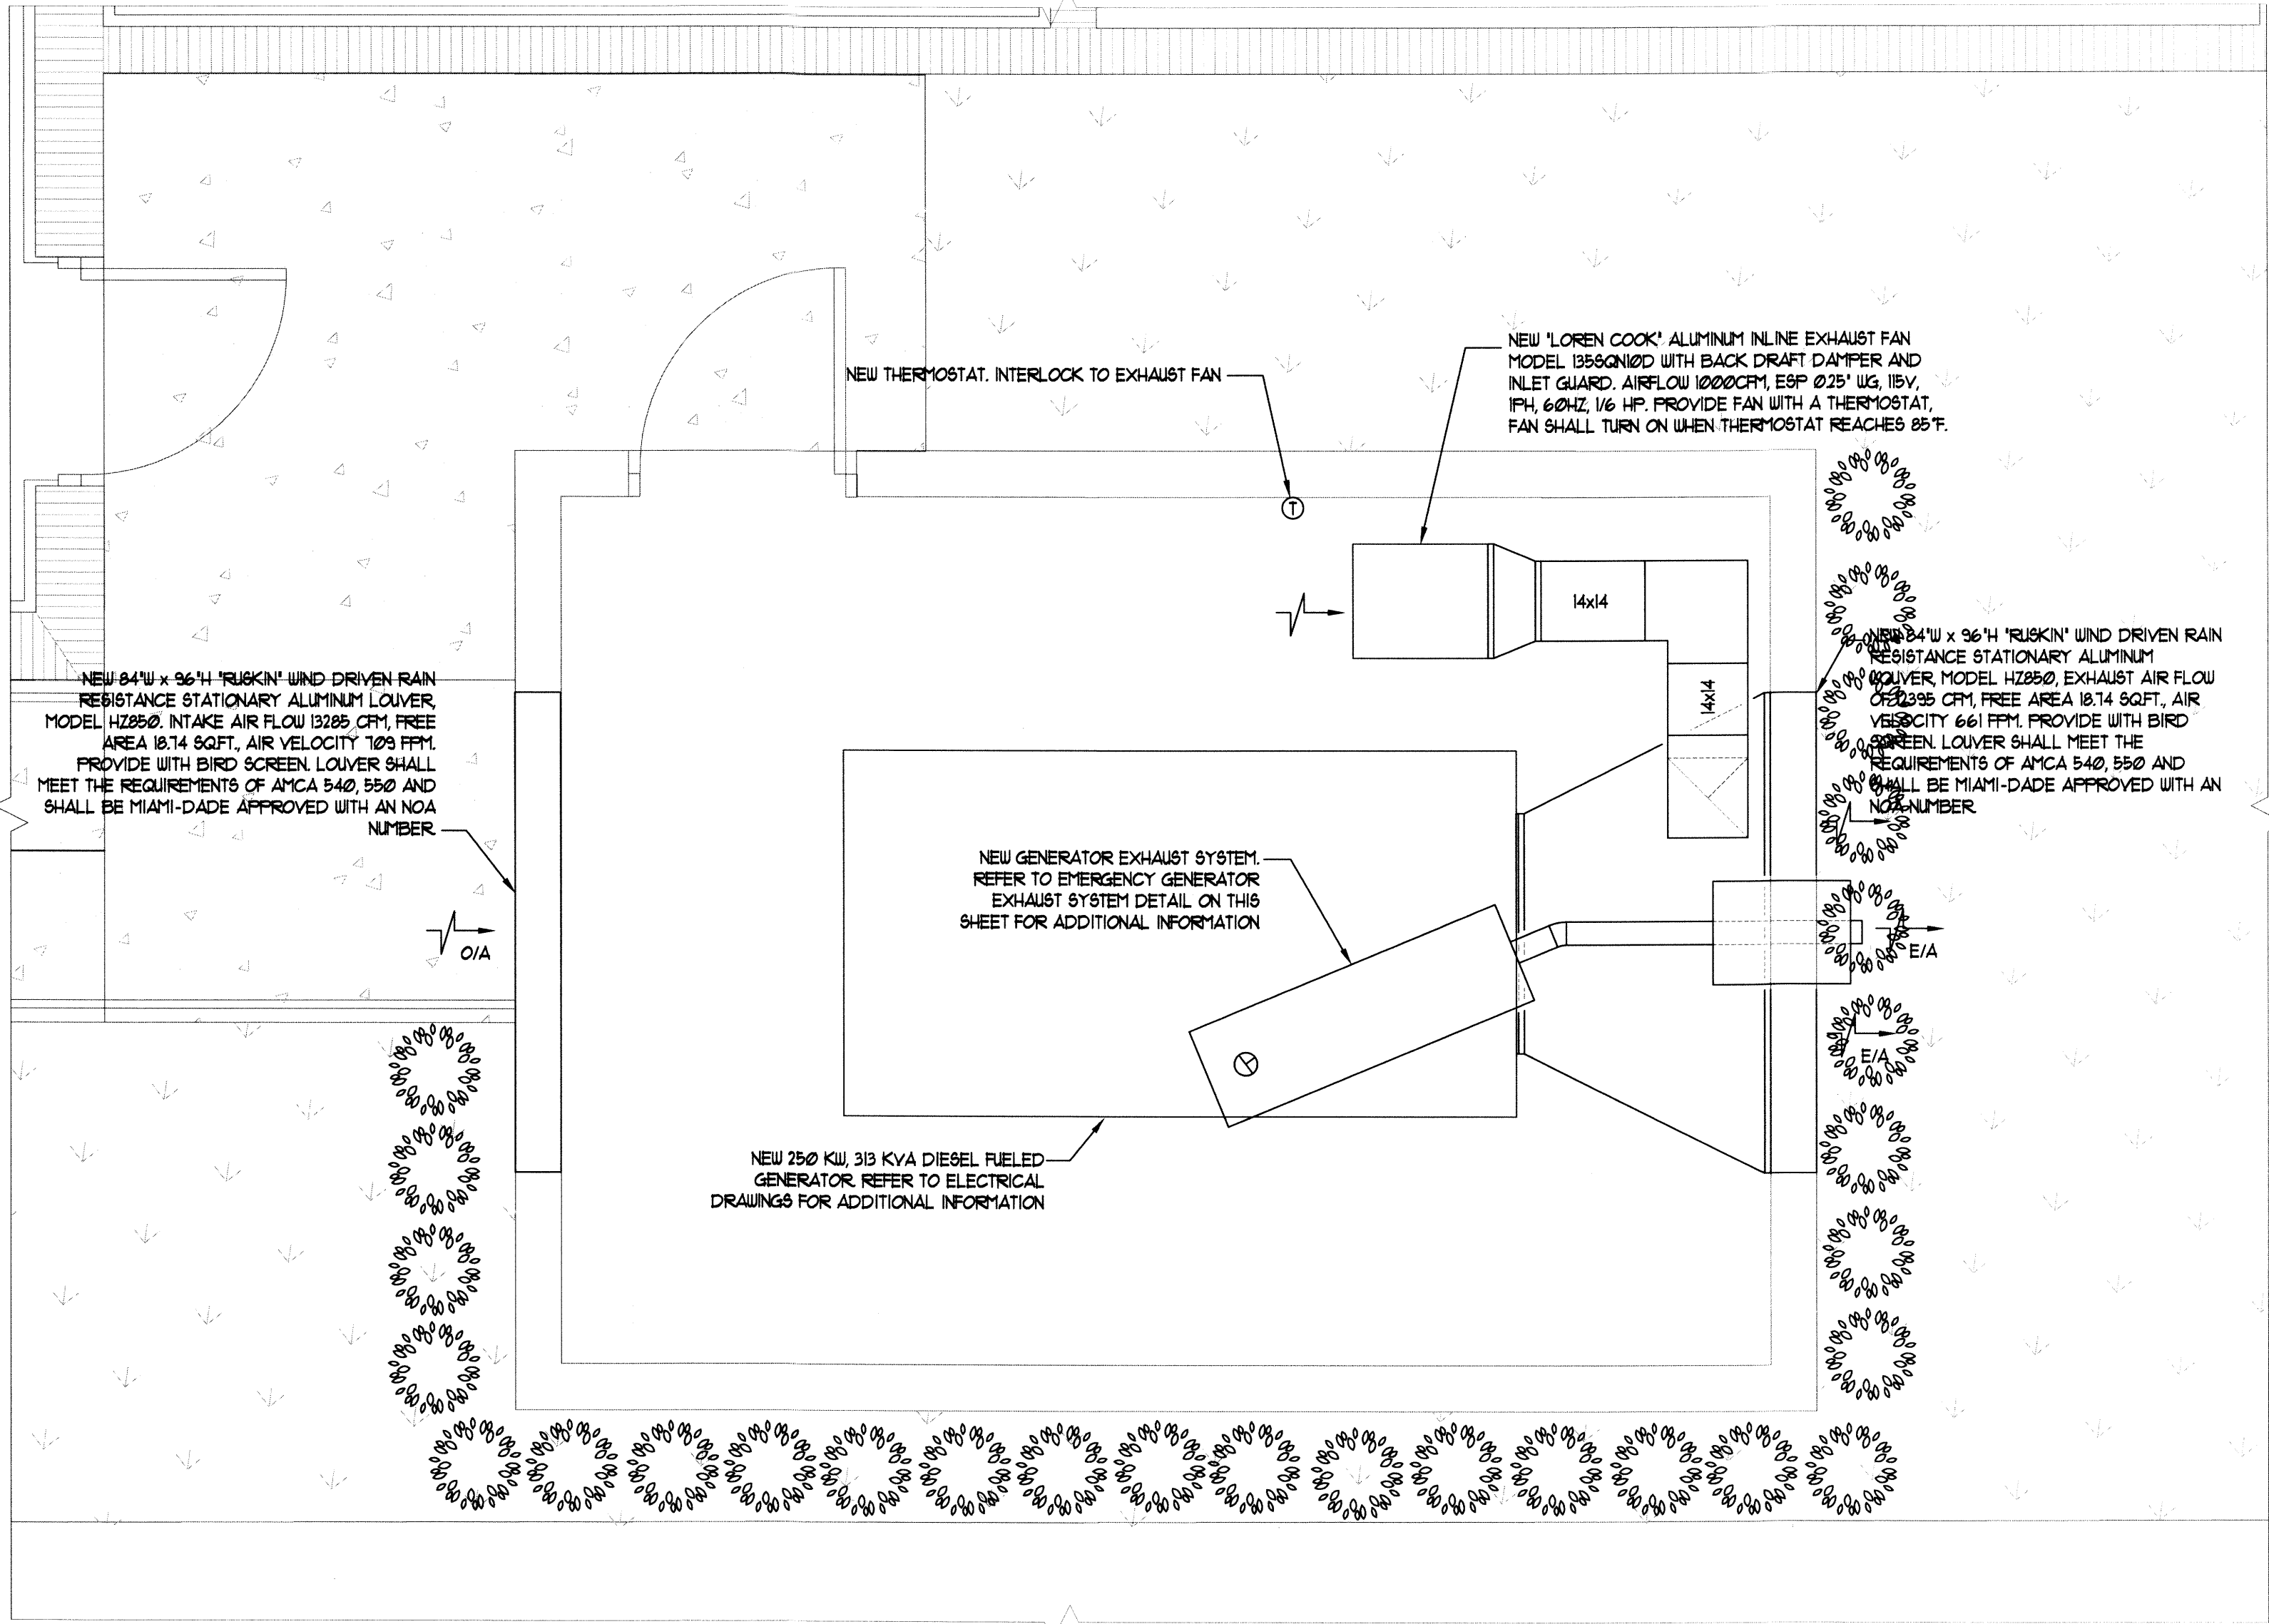 NEW "LOREN COOK" ALUMINUM INLINE EXHAUST FAN
MODEL 135SQN10D WITH BACK DRAFT DAMPER AND
INLET GUARD. AIRFLOW 1000CFM, ESP 0.25" WG, 115V,
1PH, 60HZ, 1/6 HP. PROVIDE FAN WITH A THERMOSTAT,
FAN SHALL TURN ON WHEN THERMOSTAT REACHES 85°F.
NEW THERMOSTAT. INTERLOCK TO EXHAUST FAN
T
14x14
14x14
NEW 84"W x 96"H "RUSKIN" WIND DRIVEN RAIN
RESISTANCE STATIONARY ALUMINUM LOUVER,
MODEL HZ850. INTAKE AIR FLOW 13285 CFM, FREE
AREA 18.74 SQ.FT., AIR VELOCITY 709 FPM.
PROVIDE WITH BIRD SCREEN. LOUVER SHALL
MEET THE REQUIREMENTS OF AMCA 540, 550 AND
SHALL BE MIAMI-DADE APPROVED WITH AN NOA
NUMBER.
NEW 84"W x 96"H "RUSKIN" WIND DRIVEN RAIN
RESISTANCE STATIONARY ALUMINUM
LOUVER, MODEL HZ850, EXHAUST AIR FLOW
OF 12395 CFM, FREE AREA 18.74 SQ.FT., AIR
VELOCITY 661 FPM. PROVIDE WITH BIRD
SCREEN. LOUVER SHALL MEET THE
REQUIREMENTS OF AMCA 540, 550 AND
SHALL BE MIAMI-DADE APPROVED WITH AN
NOA NUMBER.
NEW GENERATOR EXHAUST SYSTEM.
REFER TO EMERGENCY GENERATOR
EXHAUST SYSTEM DETAIL ON THIS
SHEET FOR ADDITIONAL INFORMATION
O/A
E/A
E/A
NEW 250 KW, 313 KVA DIESEL FUELED
GENERATOR. REFER TO ELECTRICAL
DRAWINGS FOR ADDITIONAL INFORMATION